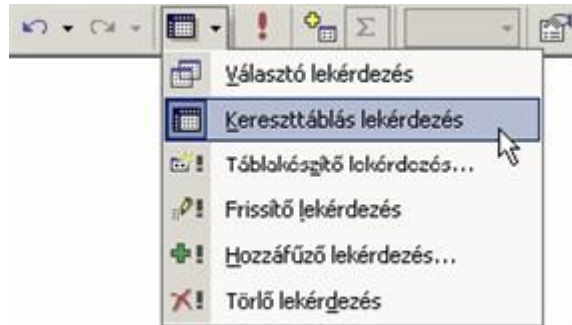 Σ
Választó lekérdezés
Kereszttáblás lekérdezés
Táblakészítő lekérdezés...
Frissítő lekérdezés
Hozzáfűző lekérdezés...
Törlő lekérdezés